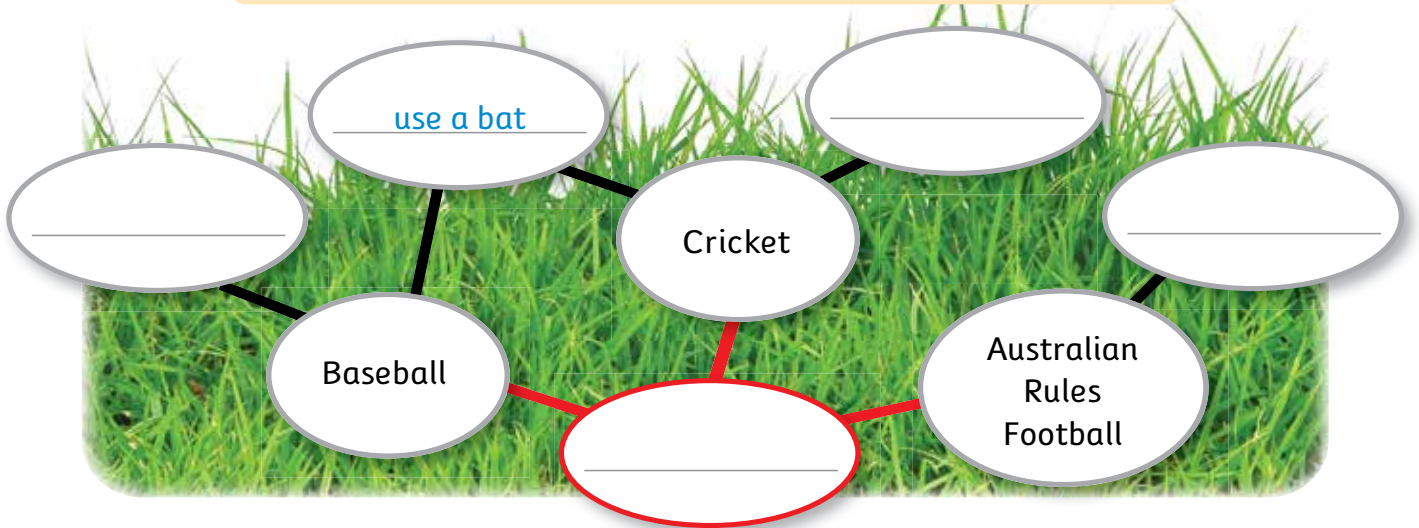 use a bat
Cricket
Baseball
Australian
Rules
Football